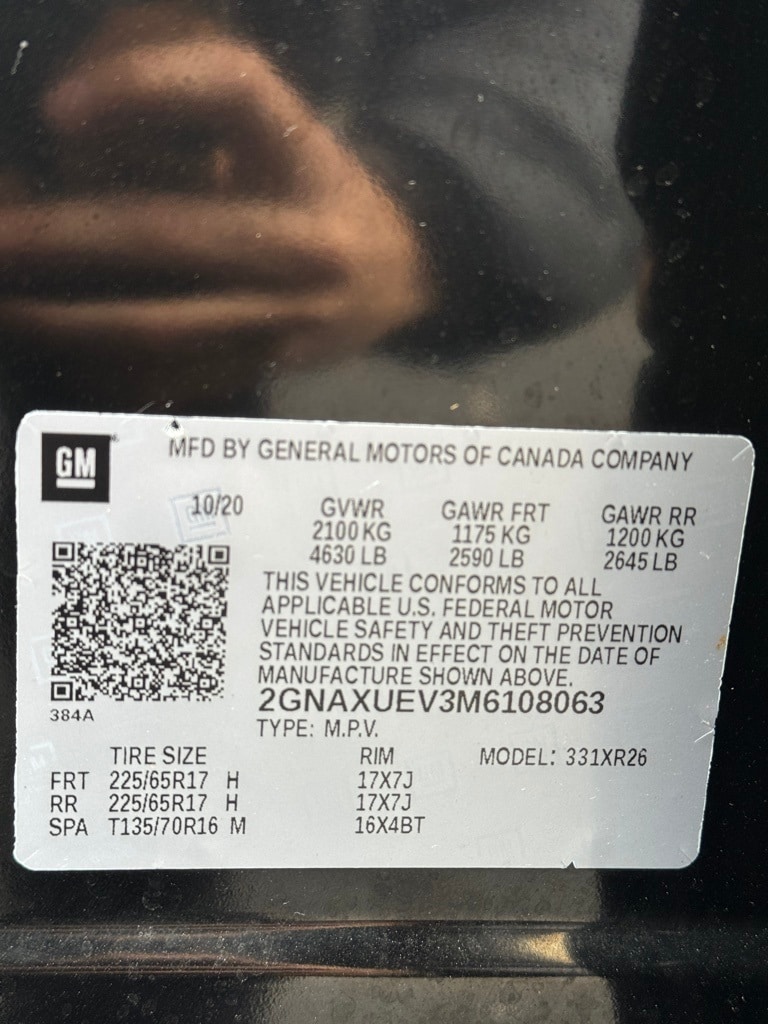 GM
MFD BY GENERAL MOTORS OF CANADA COMPANY
10/20 GVWR GAWR FRT GAWR RR
2100 KG 1175 KG 1200 KG
4630 LB 2590 LB 2645 LB
THIS VEHICLE CONFORMS TO ALL
APPLICABLE U.S. FEDERAL MOTOR
VEHICLE SAFETY AND THEFT PREVENTION
STANDARDS IN EFFECT ON THE DATE OF
MANUFACTURE SHOWN ABOVE.
2GNAXUEV3M6108063
384A
TYPE: M.P.V.
TIRE SIZE RIM MODEL: 331XR26
FRT 225/65R17 H 17X7J
RR 225/65R17 H 17X7J
SPA T135/70R16 M 16X4BT